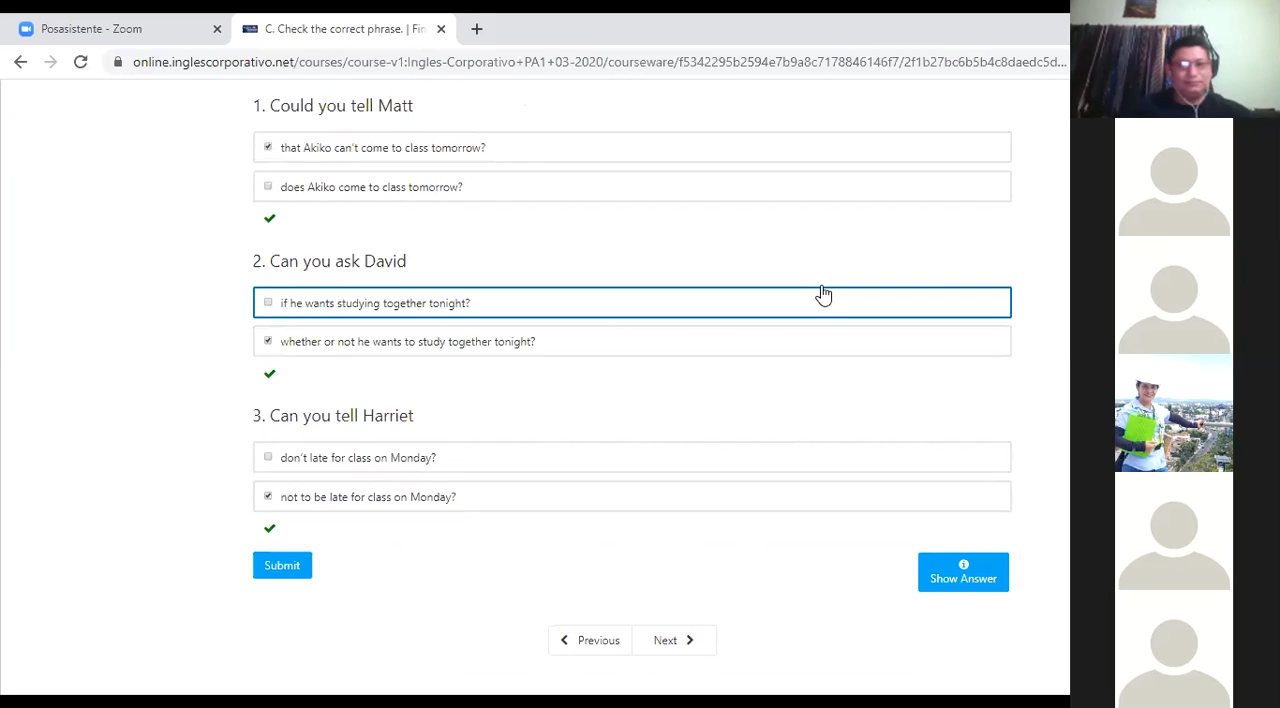 Posasistente - Zoom
C. Check the correct phrase. | Fin
online.inglescorporativo.net/courses/course-v1:Ingles-Corporativo+PA1+03-2020/courseware/f5342295b2594e7b9a8c7178846146f7/2f1b27bc6b5b4c8daedc5d...
1. Could you tell Matt
that Akiko can't come to class tomorrow?
does Akiko come to class tomorrow?
2. Can you ask David
if he wants studying together tonight?
whether or not he wants to study together tonight?
3. Can you tell Harriet
don't late for class on Monday?
not to be late for class on Monday?
Submit
Show Answer
Previous
Next